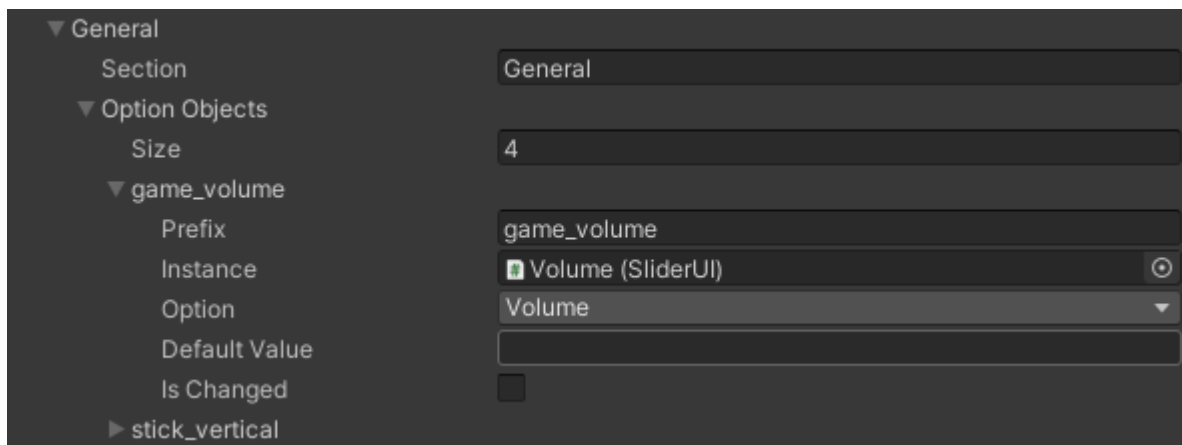 General
Section General
Option Objects
Size 4
game_volume
Prefix game_volume
Instance Volume (SliderUI)
Option Volume
Default Value
Is Changed
stick_vertical